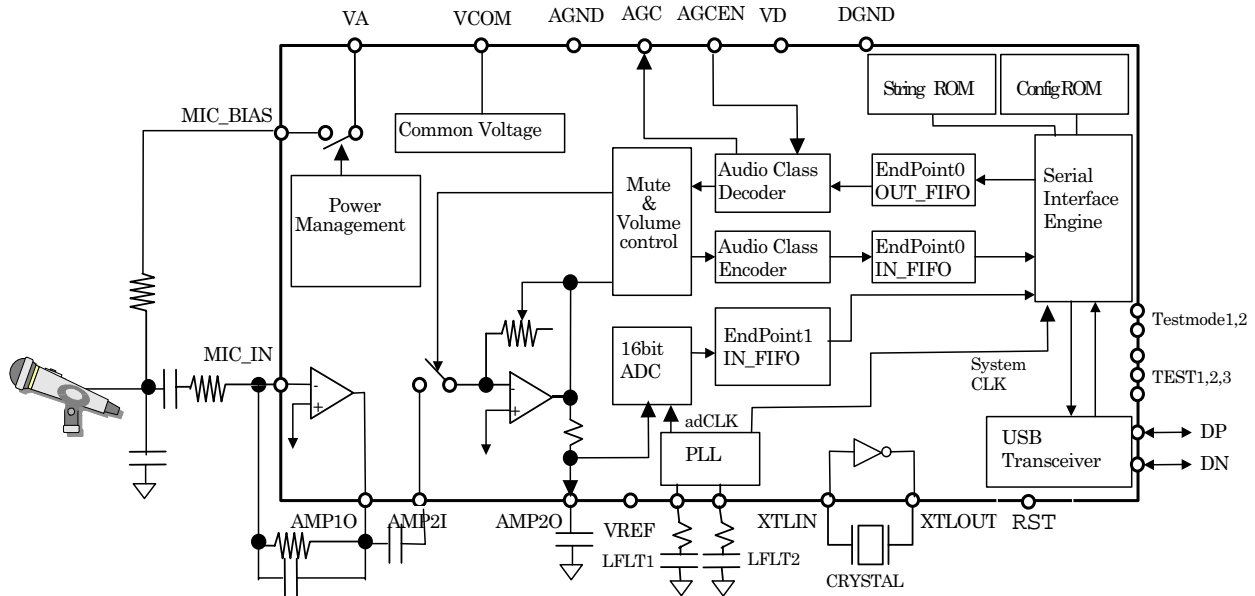 VA
VCOM
AGND
AGC
AGCEN
VD
DGND
String ROM
Config ROM
MIC_BIAS
Common Voltage
Power
Management
Mute
&
Volume
control
Audio Class
Decoder
EndPoint0
OUT_FIFO
Serial
Interface
Engine
Audio Class
Encoder
EndPoint0
IN_FIFO
Testmode1,2
MIC_IN
16bit
ADC
EndPoint1
IN_FIFO
System
CLK
TEST1,2,3
-
+
-
+
adCLK
PLL
USB
Transceiver
DP
DN
AMP1O
AMP2I
AMP2O
VREF
XTLIN
XTLOUT
RST
LFLT1
LFLT2
CRYSTAL